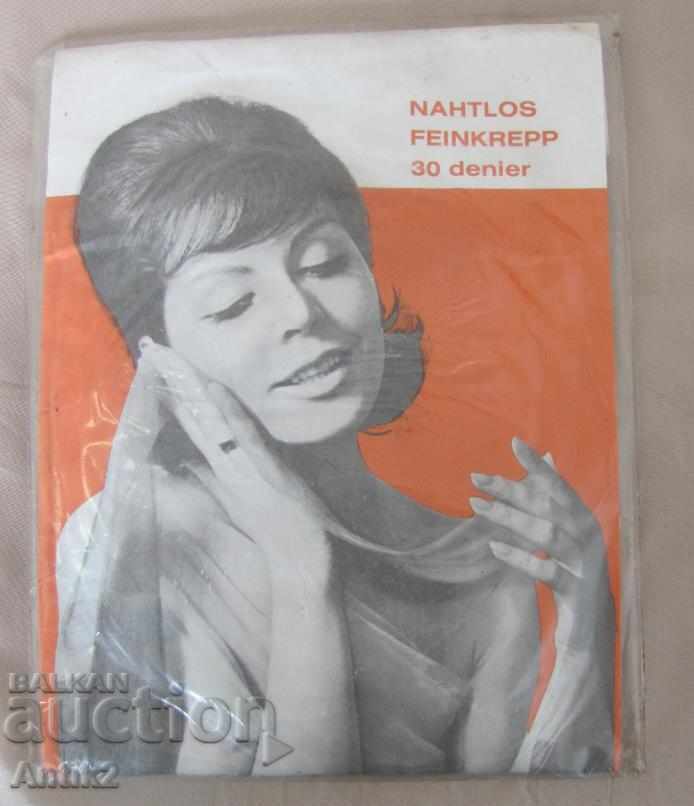 NAHTLOS
FEINKREPP
30 denier
BALKAN
auction
Antik2